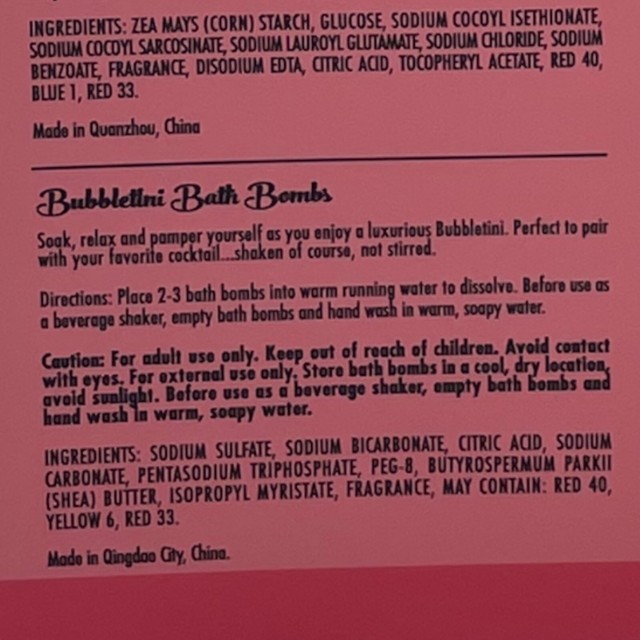 INGREDIENTS: ZEA MAYS (CORN) STARCH, GLUCOSE, SODIUM COCOYL ISETHIONATE,
SODIUM COCOYL SARCOSINATE, SODIUM LAUROYL GLUTAMATE, SODIUM CHLORIDE, SODIUM
BENZOATE, FRAGRANCE, DISODIUM EDTA, CITRIC ACID, TOCOPHERYL ACETATE, RED 40,
BLUE 1, RED 33.
Made in Quanzhou, China
Bubbletini Bath Bombs
Soak, relax and pamper yourself as you enjoy a luxurious Bubbletini. Perfect to pair
with your favorite cocktail...shaken of course, not stirred.
Directions: Place 2-3 bath bombs into warm running water to dissolve. Before use as
a beverage shaker, empty bath bombs and hand wash in warm, soapy water.
Caution: For adult use only. Keep out of reach of children. Avoid contact
with eyes. For external use only. Store bath bombs in a cool, dry location,
avoid sunlight. Before use as a beverage shaker, empty bath bombs and
hand wash in warm, soapy water.
INGREDIENTS: SODIUM SULFATE, SODIUM BICARBONATE, CITRIC ACID, SODIUM
CARBONATE, PENTASODIUM TRIPHOSPHATE, PEG-8, BUTYROSPERMUM PARKII
(SHEA) BUTTER, ISOPROPYL MYRISTATE, FRAGRANCE, MAY CONTAIN: RED 40,
YELLOW 6, RED 33.
Made in Qingdao City, China.